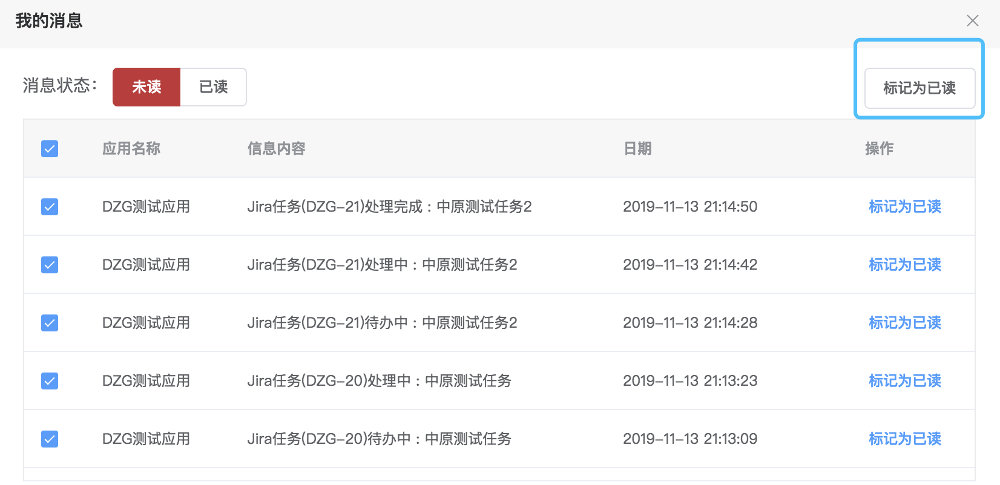 我的消息
消息状态： 未读 已读 标记为已读
应用名称 信息内容 日期 操作
DZG测试应用 Jira任务(DZG-21)处理完成：中原测试任务2 2019-11-13 21:14:50 标记为已读
DZG测试应用 Jira任务(DZG-21)处理中：中原测试任务2 2019-11-13 21:14:42 标记为已读
DZG测试应用 Jira任务(DZG-21)待办中：中原测试任务2 2019-11-13 21:14:28 标记为已读
DZG测试应用 Jira任务(DZG-20)处理中：中原测试任务 2019-11-13 21:13:23 标记为已读
DZG测试应用 Jira任务(DZG-20)待办中：中原测试任务 2019-11-13 21:13:09 标记为已读